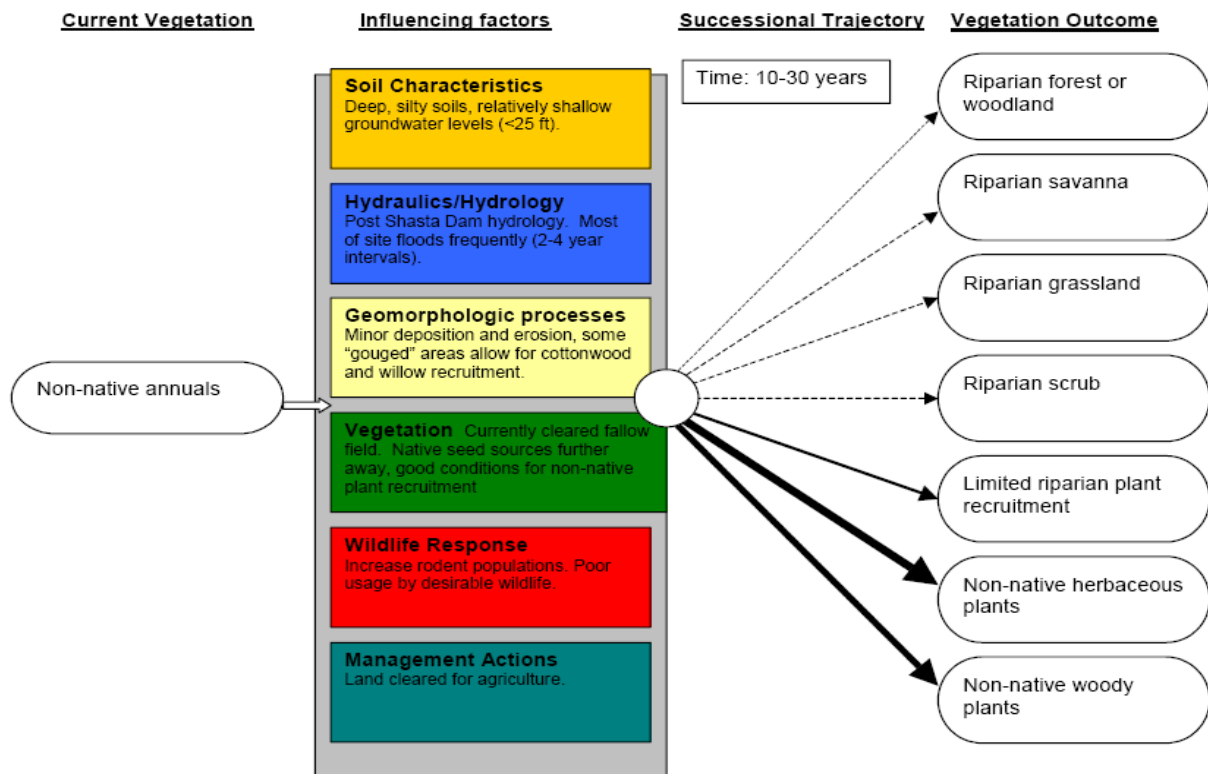 Current Vegetation
Influencing factors
Successional Trajectory
Vegetation Outcome
Non-native annuals
Soil Characteristics
Deep, silty soils, relatively shallow
groundwater levels (<25 ft).
Hydraulics/Hydrology
Post Shasta Dam hydrology.  Most
of site floods frequently (2-4 year
intervals).
Geomorphologic processes
Minor deposition and erosion, some
“gouged” areas allow for cottonwood
and willow recruitment.
Vegetation  Currently cleared fallow
field.  Native seed sources further
away, good conditions for non-native
plant recruitment
Wildlife Response
Increase rodent populations. Poor
usage by desirable wildlife.
Management Actions
Land cleared for agriculture.
Time: 10-30 years
Riparian forest or
woodland
Riparian savanna
Riparian grassland
Riparian scrub
Limited riparian plant
recruitment
Non-native herbaceous
plants
Non-native woody
plants